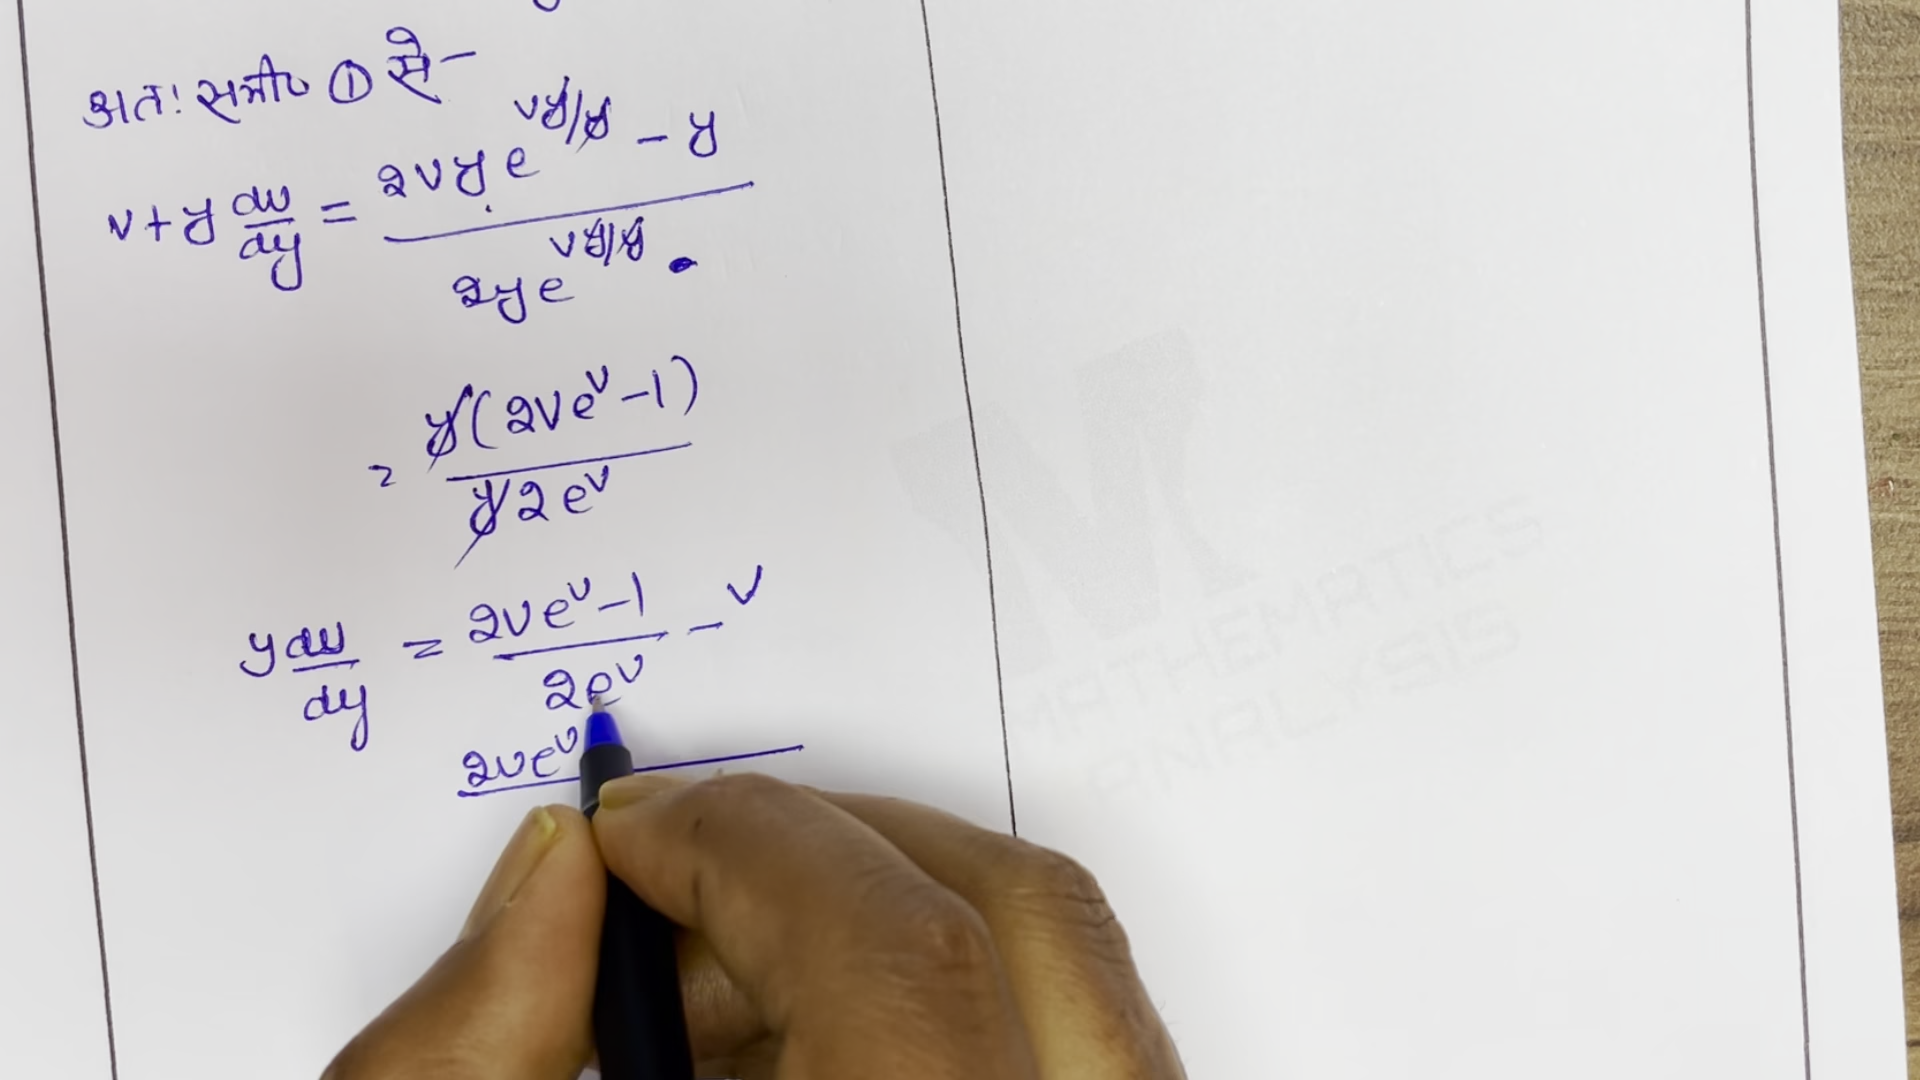 अतः समी० ① से-
v+y dv/dy = (2vy e^{vy/y} - y) / (2y e^{vy/y})
= y(2ve^v - 1) / y2e^v
y dv/dy = (2ve^v - 1) / 2e^v - v
2ve^v
MATHEMATICS
ANALYSIS